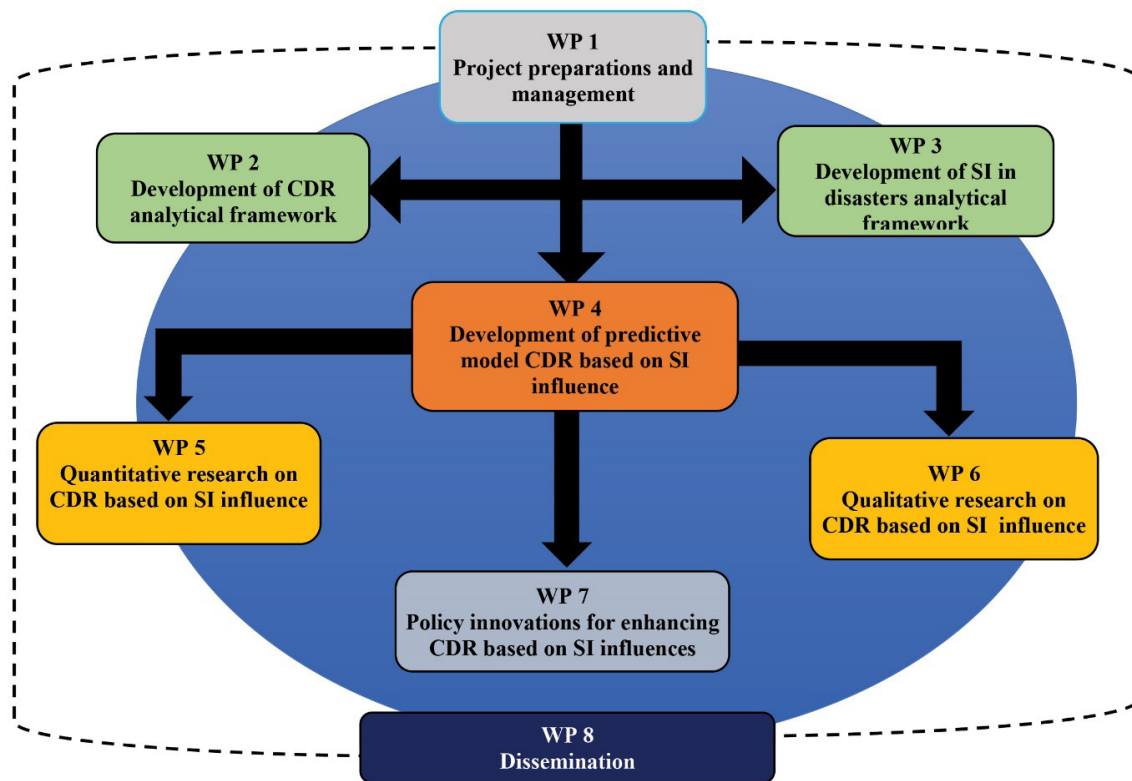 WP 1
Project preparations and
management
WP 2
Development of CDR
analytical framework
WP 3
Development of SI in
disasters analytical
framework
WP 4
Development of predictive
model CDR based on SI
influence
WP 5
Quantitative research on
CDR based on SI influence
WP 6
Qualitative research on
CDR based on SI influence
WP 7
Policy innovations for enhancing
CDR based on SI influences
WP 8
Dissemination